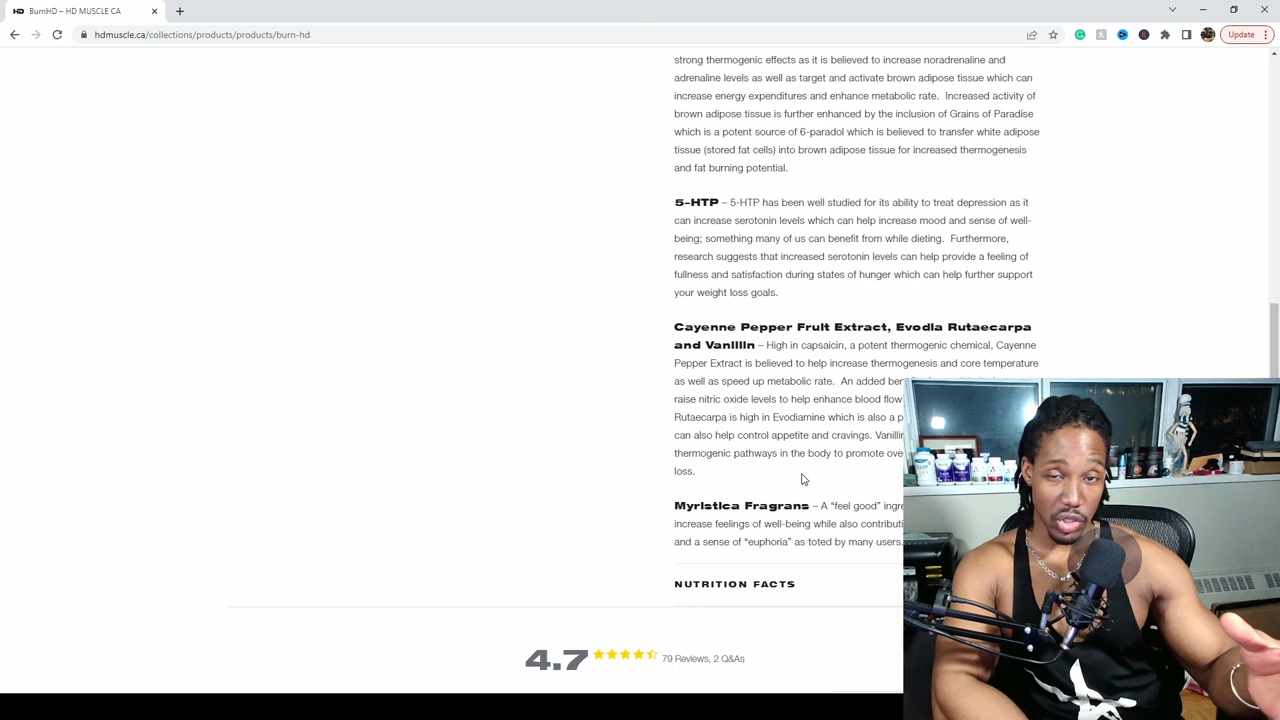 BurnHD – HD MUSCLE CA
hdmuscle.ca/collections/products/products/burn-hd
Update
strong thermogenic effects as it is believed to increase noradrenaline and
adrenaline levels as well as target and activate brown adipose tissue which can
increase energy expenditures and enhance metabolic rate. Increased activity of
brown adipose tissue is further enhanced by the inclusion of Grains of Paradise
which is a potent source of 6-paradol which is believed to transfer white adipose
tissue (stored fat cells) into brown adipose tissue for increased thermogenesis
and fat burning potential.
5-HTP – 5-HTP has been well studied for its ability to treat depression as it
can increase serotonin levels which can help increase mood and sense of well-
being; something many of us can benefit from while dieting. Furthermore,
research suggests that increased serotonin levels can help provide a feeling of
fullness and satisfaction during states of hunger which can help further support
your weight loss goals.
Cayenne Pepper Fruit Extract, Evodia Rutaecarpa
and Vanillin – High in capsaicin, a potent thermogenic chemical, Cayenne
Pepper Extract is believed to help increase thermogenesis and core temperature
as well as speed up metabolic rate. An added
raise nitric oxide levels to help enhance blood flow
Rutaecarpa is high in Evodiamine which is also a
can also help control appetite and cravings.
thermogenic pathways in the body to promote
loss.
Myristica Fragrans – A “feel good”
increase feelings of well-being while also
and a sense of “euphoria” as toted by many users.
NUTRITION FACTS
4.7 79 Reviews, 2 Q&As